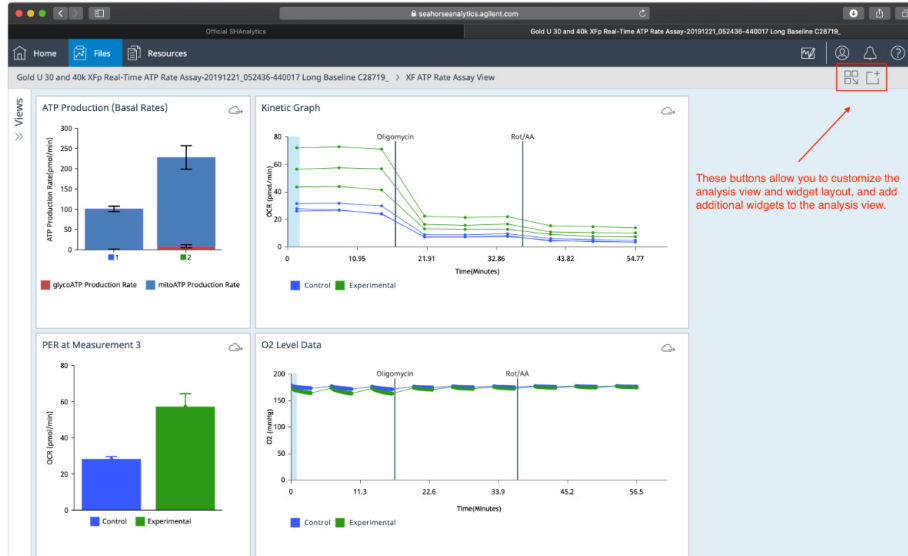 seahorseanalytics.agilent.com
Official SHAnalytics
Gold U 30 and 40k XFp Real-Time ATP Rate Assay-20191221_052436-440017 Long Baseline C28719_
Home
Files
Resources
Gold U 30 and 40k XFp Real-Time ATP Rate Assay-20191221_052436-440017 Long Baseline C28719_ > XF ATP Rate Assay View
Views
ATP Production (Basal Rates)
ATP Production Rate(pmol/min)
300
250
200
150
100
50
0
1
2
glycoATP Production Rate
mitoATP Production Rate
Kinetic Graph
Oligomycin
Rot/AA
OCR (pmol/min)
80
60
40
20
0
0
10.95
21.91
32.86
43.82
54.77
Time(Minutes)
Control
Experimental
These buttons allow you to customize the
analysis view and widget layout, and add
additional widgets to the analysis view.
PER at Measurement 3
OCR (pmol/min)
80
60
40
20
0
Control
Experimental
O2 Level Data
Oligomycin
Rot/AA
O2 (mmHg)
200
150
100
50
0
0
11.3
22.6
33.9
45.2
56.5
Time(Minutes)
Control
Experimental